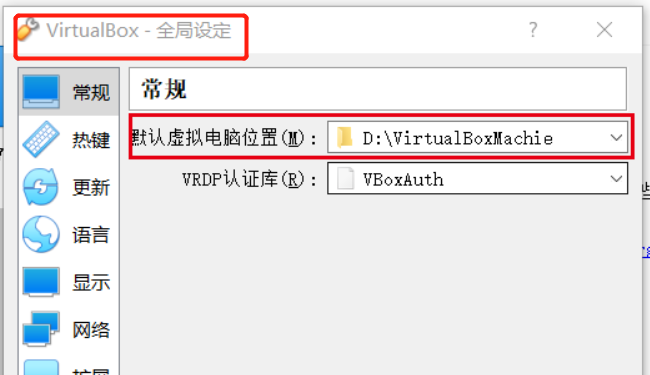 VirtualBox - 全局设定
?
常规
常规
默认虚拟电脑位置(M):
D:\VirtualBoxMachie
热键
VRDP认证库(R):
VBoxAuth
更新
语言
显示
网络